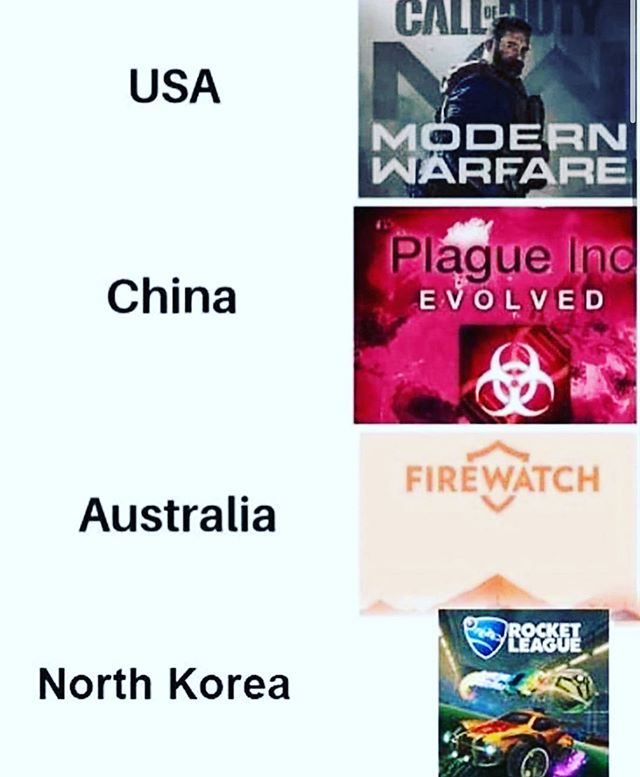 CALL OF DUTY
USA
MODERN
WARFARE
Plague Inc
China
EVOLVED
FIREWATCH
Australia
ROCKET
LEAGUE
North Korea